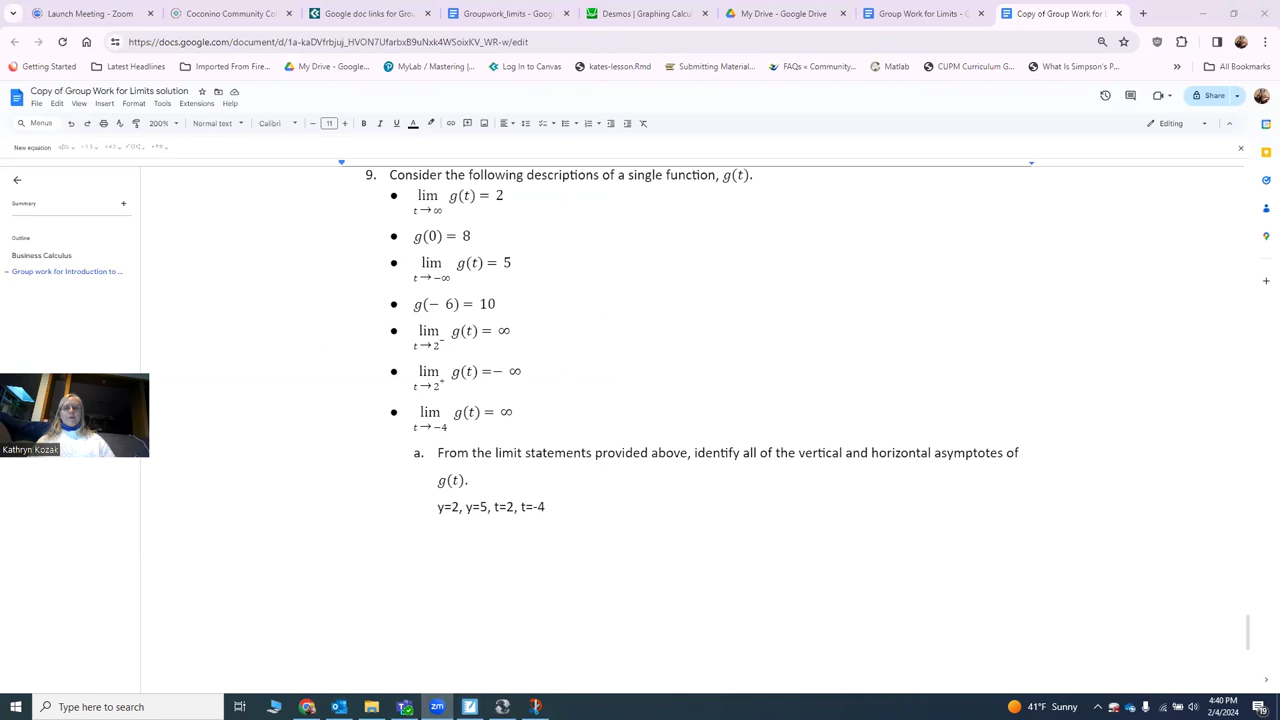 Launch Meeting - Zoom
Coconino Community Col
Google doc links for Gro
Groupwork_limits - Goog
Desmos | Graphing Calcu
My Drive - Google Drive
Group Work For Limits -
Copy of Group Work for L
https://docs.google.com/document/d/1a-kaDVfrbjuj_HVON7UfarbxB9uNxk4WSoixKV_WR-w/edit
Getting Started
Latest Headlines
Imported From Fire...
My Drive - Google...
MyLab / Mastering |...
Log In to Canvas
kates-lesson.Rmd
Submitting Material...
FAQs « Community...
Matlab
CUPM Curriculum G...
What Is Simpson's P...
All Bookmarks
Copy of Group Work for Limits solution
File Edit View Insert Format Tools Extensions Help
Share
Menus 200% Normal text Calibri 11 Editing
New equation
Summary
Outline
Business Calculus
Group work for Introduction to ...
9. Consider the following descriptions of a single function, g(t).
● lim g(t) = 2
t→∞
● g(0) = 8
● lim g(t) = 5
t→−∞
● g(− 6) = 10
● lim g(t) = ∞
t→2⁻
● lim g(t) =− ∞
t→2⁺
● lim g(t) = ∞
t→−4
a. From the limit statements provided above, identify all of the vertical and horizontal asymptotes of
g(t).
y=2, y=5, t=2, t=-4
Kathryn Kozak
Type here to search
41°F Sunny
4:40 PM
2/4/2024